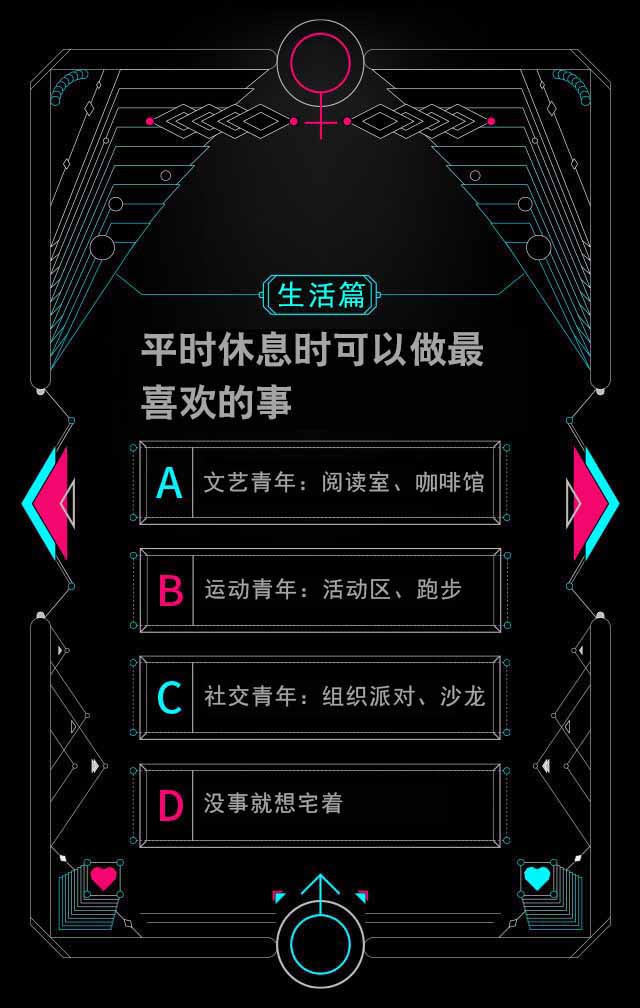 生活篇
平时休息时可以做最
喜欢的事
A 文艺青年：阅读室、咖啡馆
B 运动青年：活动区、跑步
C 社交青年：组织派对、沙龙
D 没事就想宅着